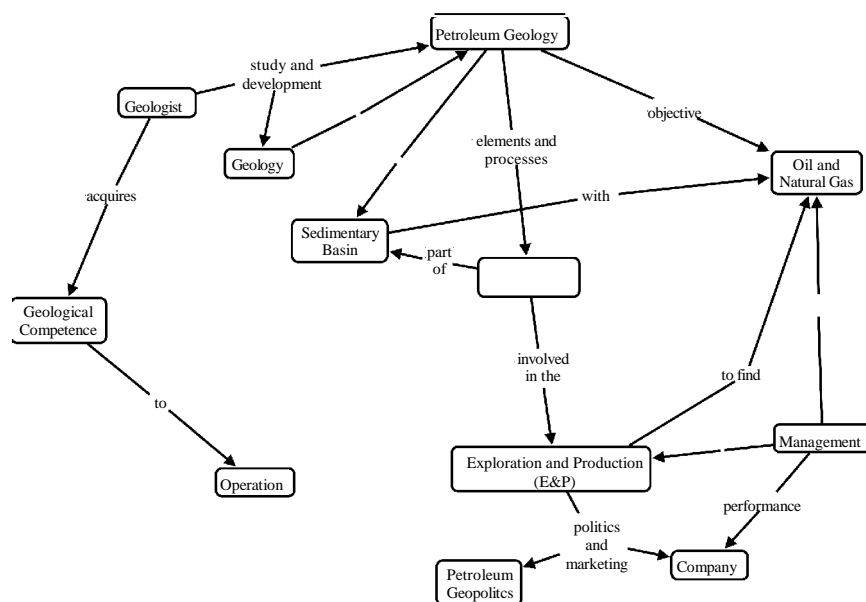 Petroleum Geology
study and
development
Geologist
objective
elements and
processes
Geology
Oil and
Natural Gas
acquires
with
Sedimentary
Basin
part
of
Geological
Competence
involved
in the
to find
to
Management
Exploration and Production
(E&P)
Operation
performance
politics
and
marketing
Company
Petroleum
Geopolitcs